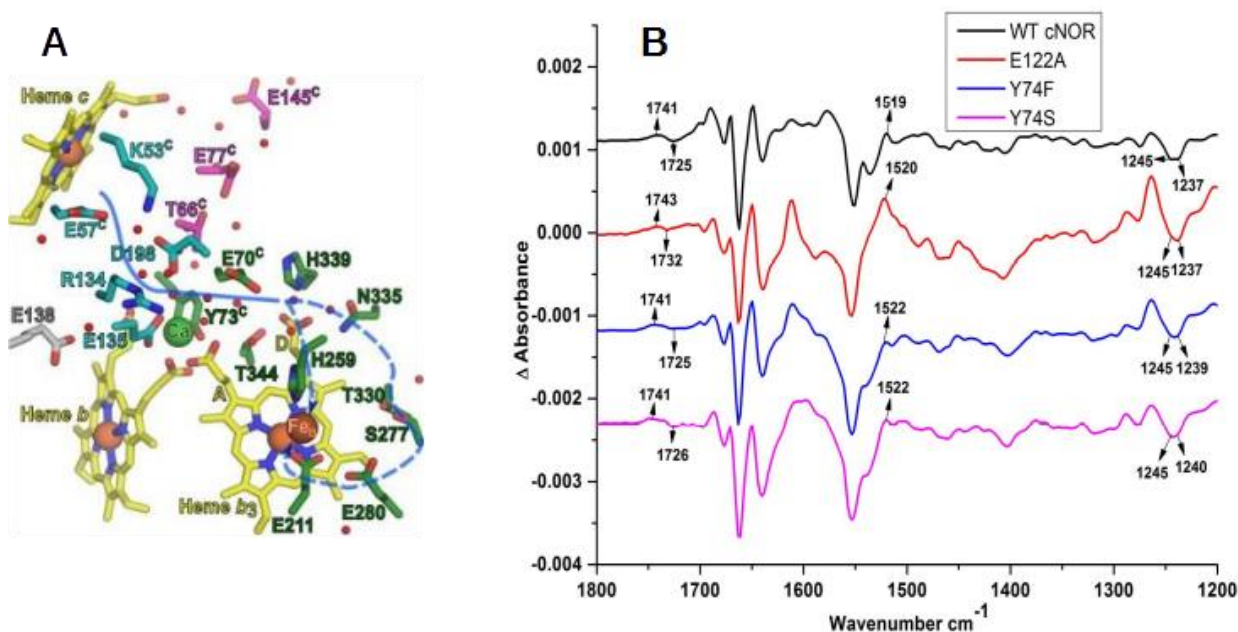 A
Heme c
E145C
K53C
E77C
E57C
T66C
D198
E70C
H339
R134
N335
E138
E135
Ca
Y73C
D
H259
T344
A
T330
Fe
S277
Heme b
Heme b3
E211
E280
B
WT cNOR
E122A
Y74F
Y74S
0.002
0.001
0.000
-0.001
-0.002
-0.003
-0.004
Δ Absorbance
1741
1725
1519
1245
1237
1743
1732
1520
1245
1237
1741
1725
1522
1245
1239
1741
1726
1522
1245
1240
1800
1700
1600
1500
1400
1300
1200
Wavenumber cm-1